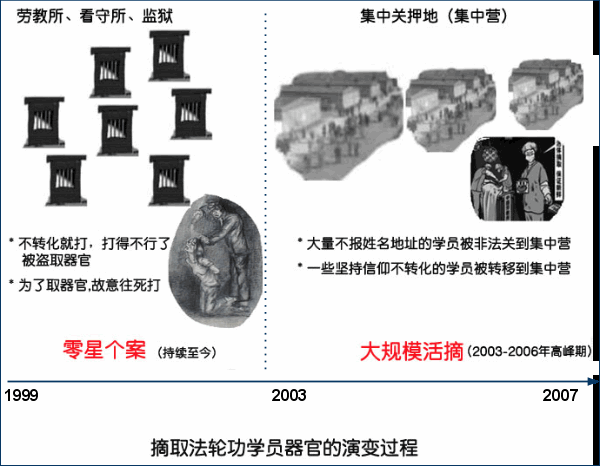 劳教所、看守所、监狱
集中关押地（集中营）
* 不转化就打，打得不行了
被盗取器官
* 为了取器官,故意往死打
零星个案 （持续至今）
* 大量不报姓名地址的学员被非法关到集中营
* 一些坚持信仰不转化的学员被转移到集中营
大规模活摘 (2003-2006年高峰期)
1999
2003
2007
摘取法轮功学员器官的演变过程